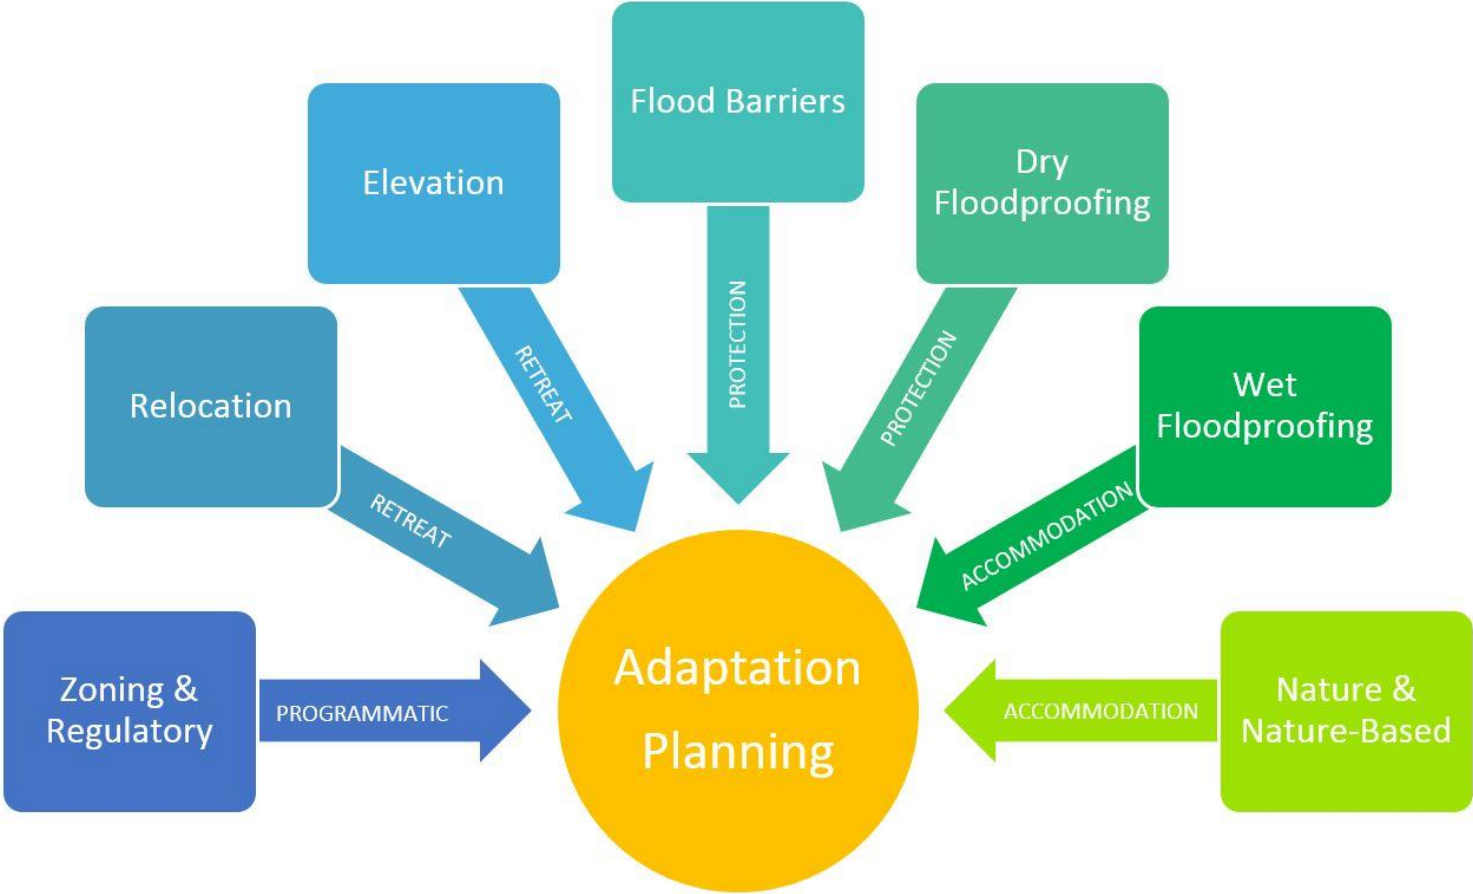 Flood Barriers
Elevation
Dry
Floodproofing
Relocation
Wet
Floodproofing
Zoning &
Regulatory
Nature &
Nature-Based
PROGRAMMATIC
RETREAT
RETREAT
PROTECTION
PROTECTION
ACCOMMODATION
ACCOMMODATION
Adaptation
Planning